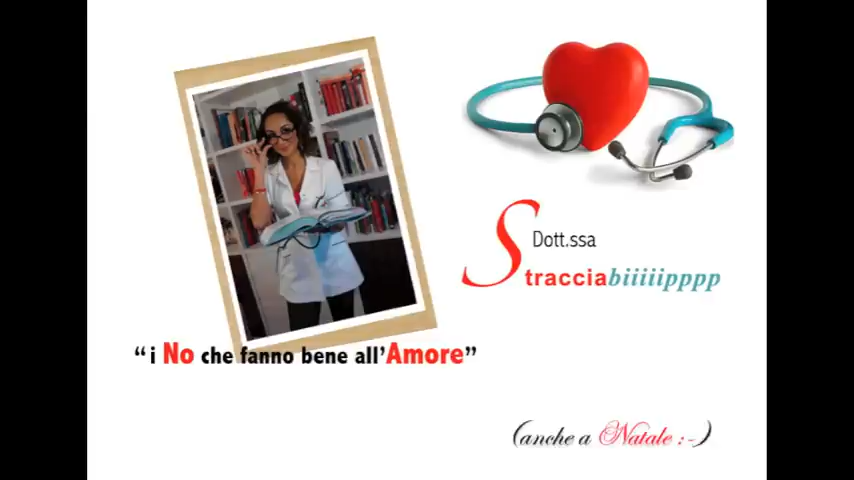 Dott.ssa
Stracciabiiiiipppp
“i No che fanno bene all’Amore”
(anche a Natale :-)